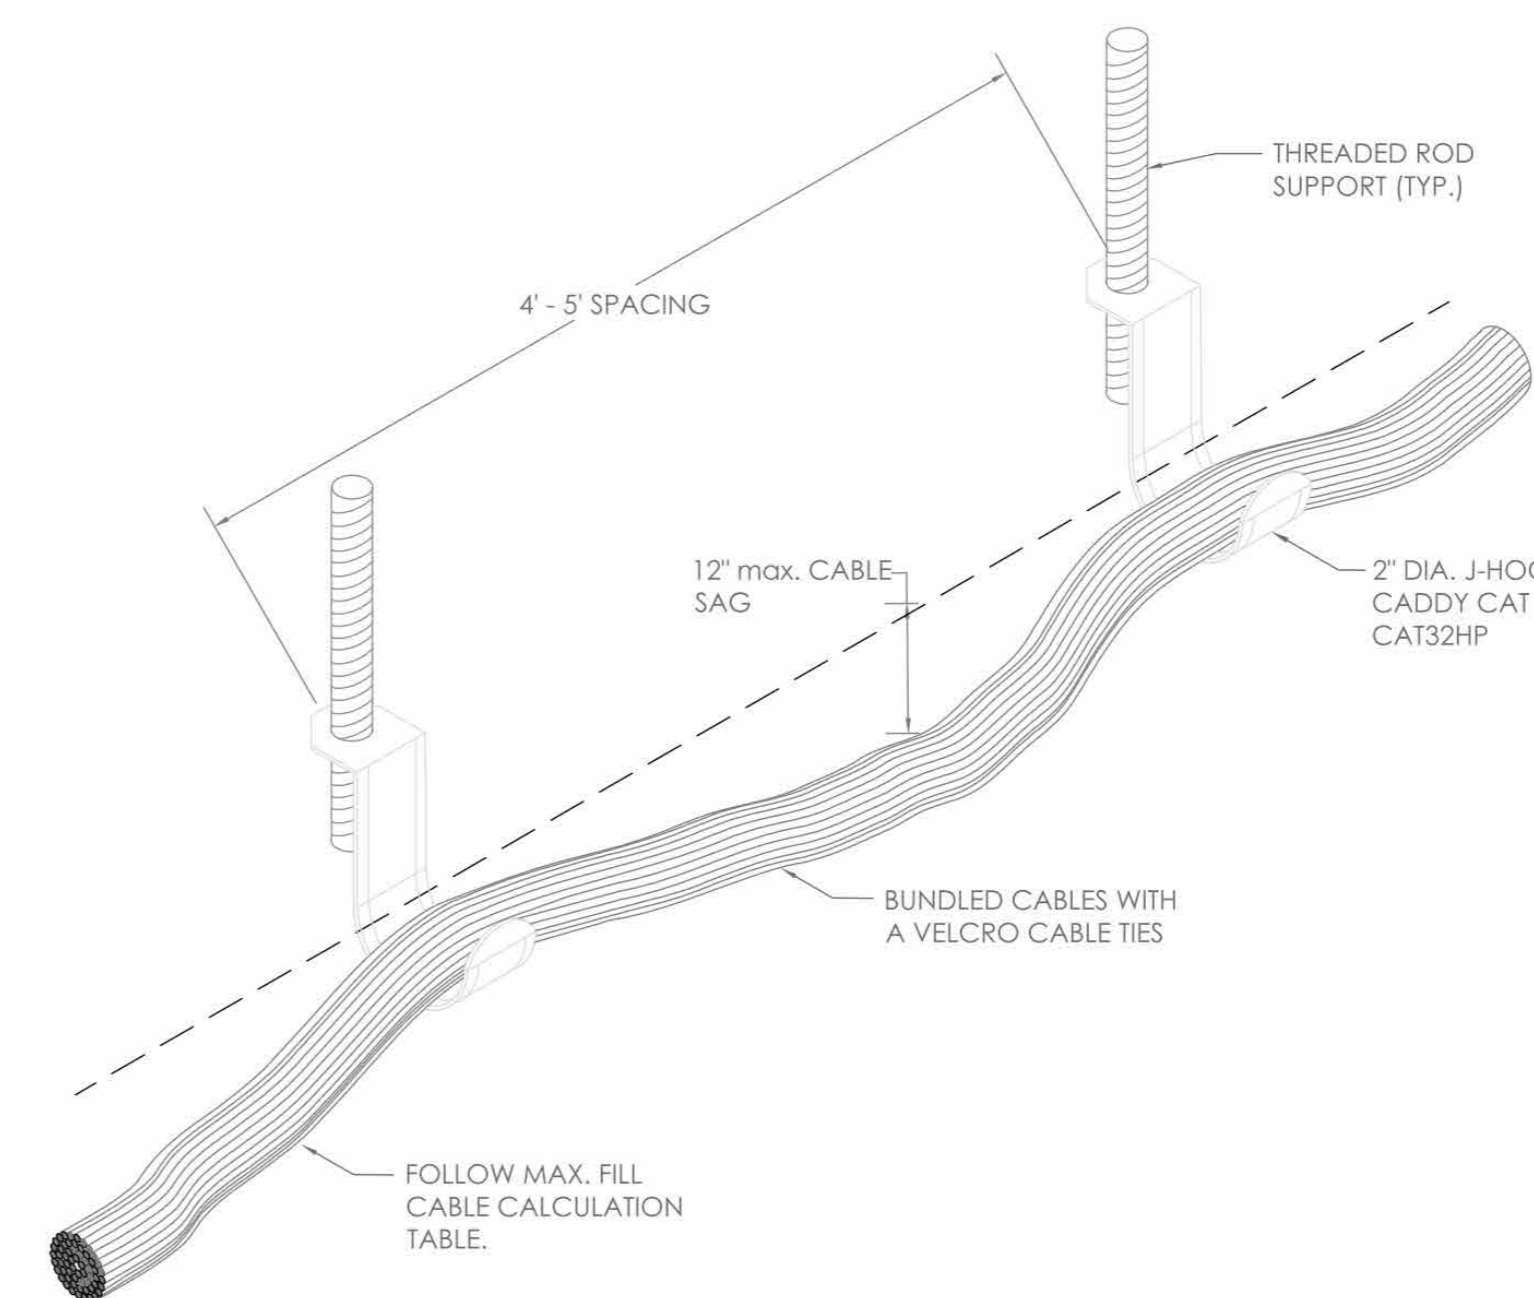 THREADED ROD
SUPPORT (TYP.)
4' - 5' SPACING
12" max. CABLE
SAG
2" DIA.
CADDY CAT
CAT32HP
BUNDLED CABLES WITH
A VELCRO CABLE TIES
FOLLOW MAX. FILL
CABLE CALCULATION
TABLE.